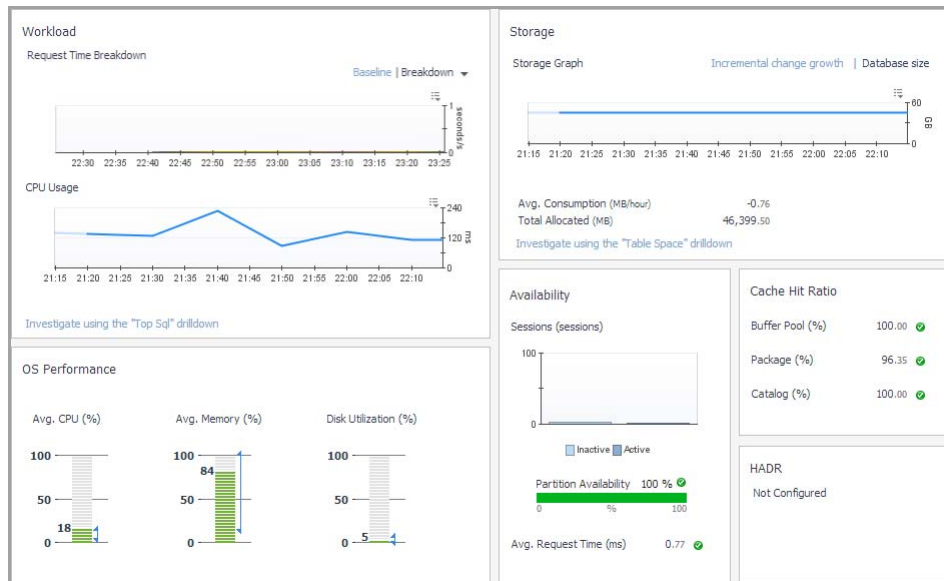 Workload
Request Time Breakdown
Baseline | Breakdown
1
seconds/s
0
22:30 22:35 22:40 22:45 22:50 22:55 23:00 23:05 23:10 23:15 23:20 23:25
CPU Usage
240
120
ms
0
21:15 21:20 21:25 21:30 21:35 21:40 21:45 21:50 21:55 22:00 22:05 22:10
Investigate using the "Top Sql" drilldown
Storage
Storage Graph
Incremental change growth | Database size
60
GB
0
21:15 21:20 21:25 21:30 21:35 21:40 21:45 21:50 21:55 22:00 22:05 22:10
Avg. Consumption (MB/hour) -0.76
Total Allocated (MB) 46,399.50
Investigate using the "Table Space" drilldown
OS Performance
Avg. CPU (%) Avg. Memory (%) Disk Utilization (%)
100 100 100
84
50 50 50
18 5
0 0 0
Availability
Sessions (sessions)
100
0
Inactive Active
Partition Availability 100 %
0 % 100
Avg. Request Time (ms) 0.77
Cache Hit Ratio
Buffer Pool (%) 100.00
Package (%) 96.35
Catalog (%) 100.00
HADR
Not Configured